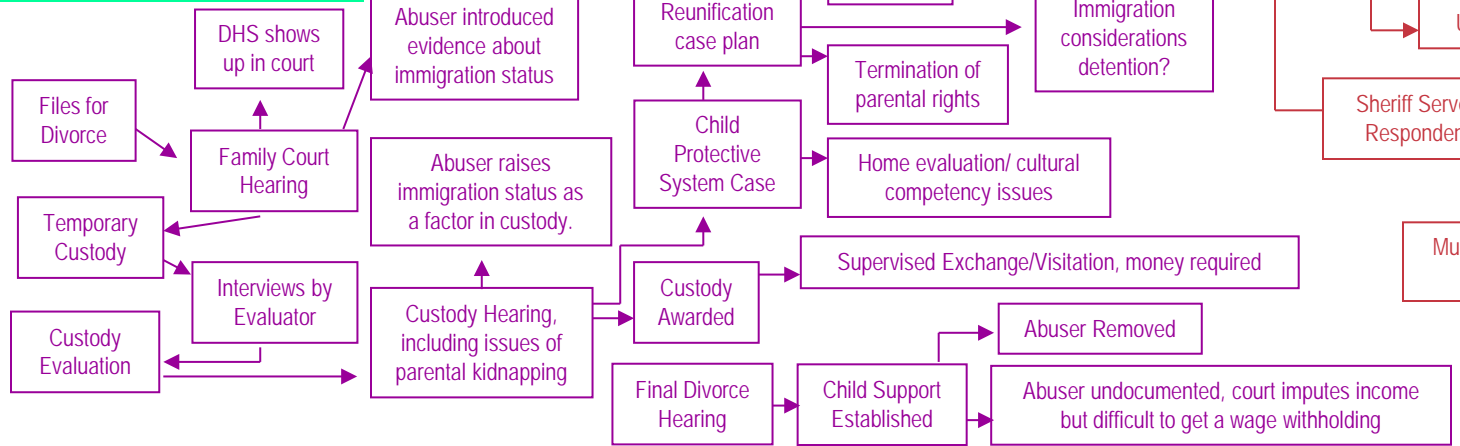 DHS shows
up in court
Abuser introduced
evidence about
immigration status
Reunification
case plan
Immigration
considerations
detention?
Files for
Divorce
Termination of
parental rights
Sheriff
Family Court
Hearing
Child
Protective
System Case
Abuser raises
immigration status as
a factor in custody.
Home evaluation/ cultural
competency issues
Temporary
Custody
Supervised Exchange/Visitation, money required
Interviews by
Evaluator
Custody
Awarded
Custody Hearing,
including issues of
parental kidnapping
Custody
Evaluation
Abuser Removed
Final Divorce
Hearing
Child Support
Established
Abuser undocumented, court imputes income
but difficult to get a wage withholding